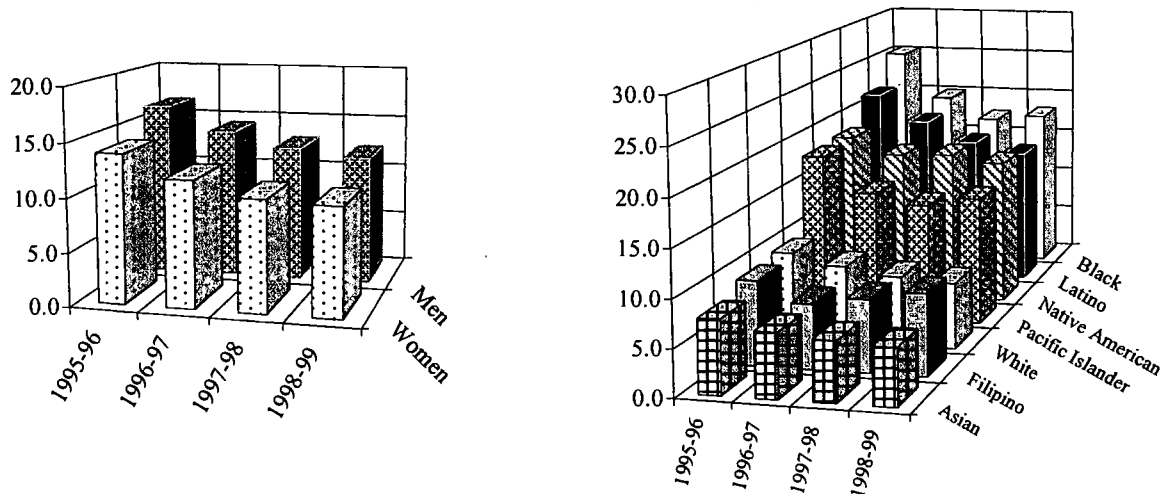 20.0
15.0
10.0
5.0
0.0
1995-96
1996-97
1997-98
1998-99
Men
Women
30.0
25.0
20.0
15.0
10.0
5.0
0.0
1995-96
1996-97
1997-98
1998-99
Black
Latino
Native American
Pacific Islander
White
Filipino
Asian